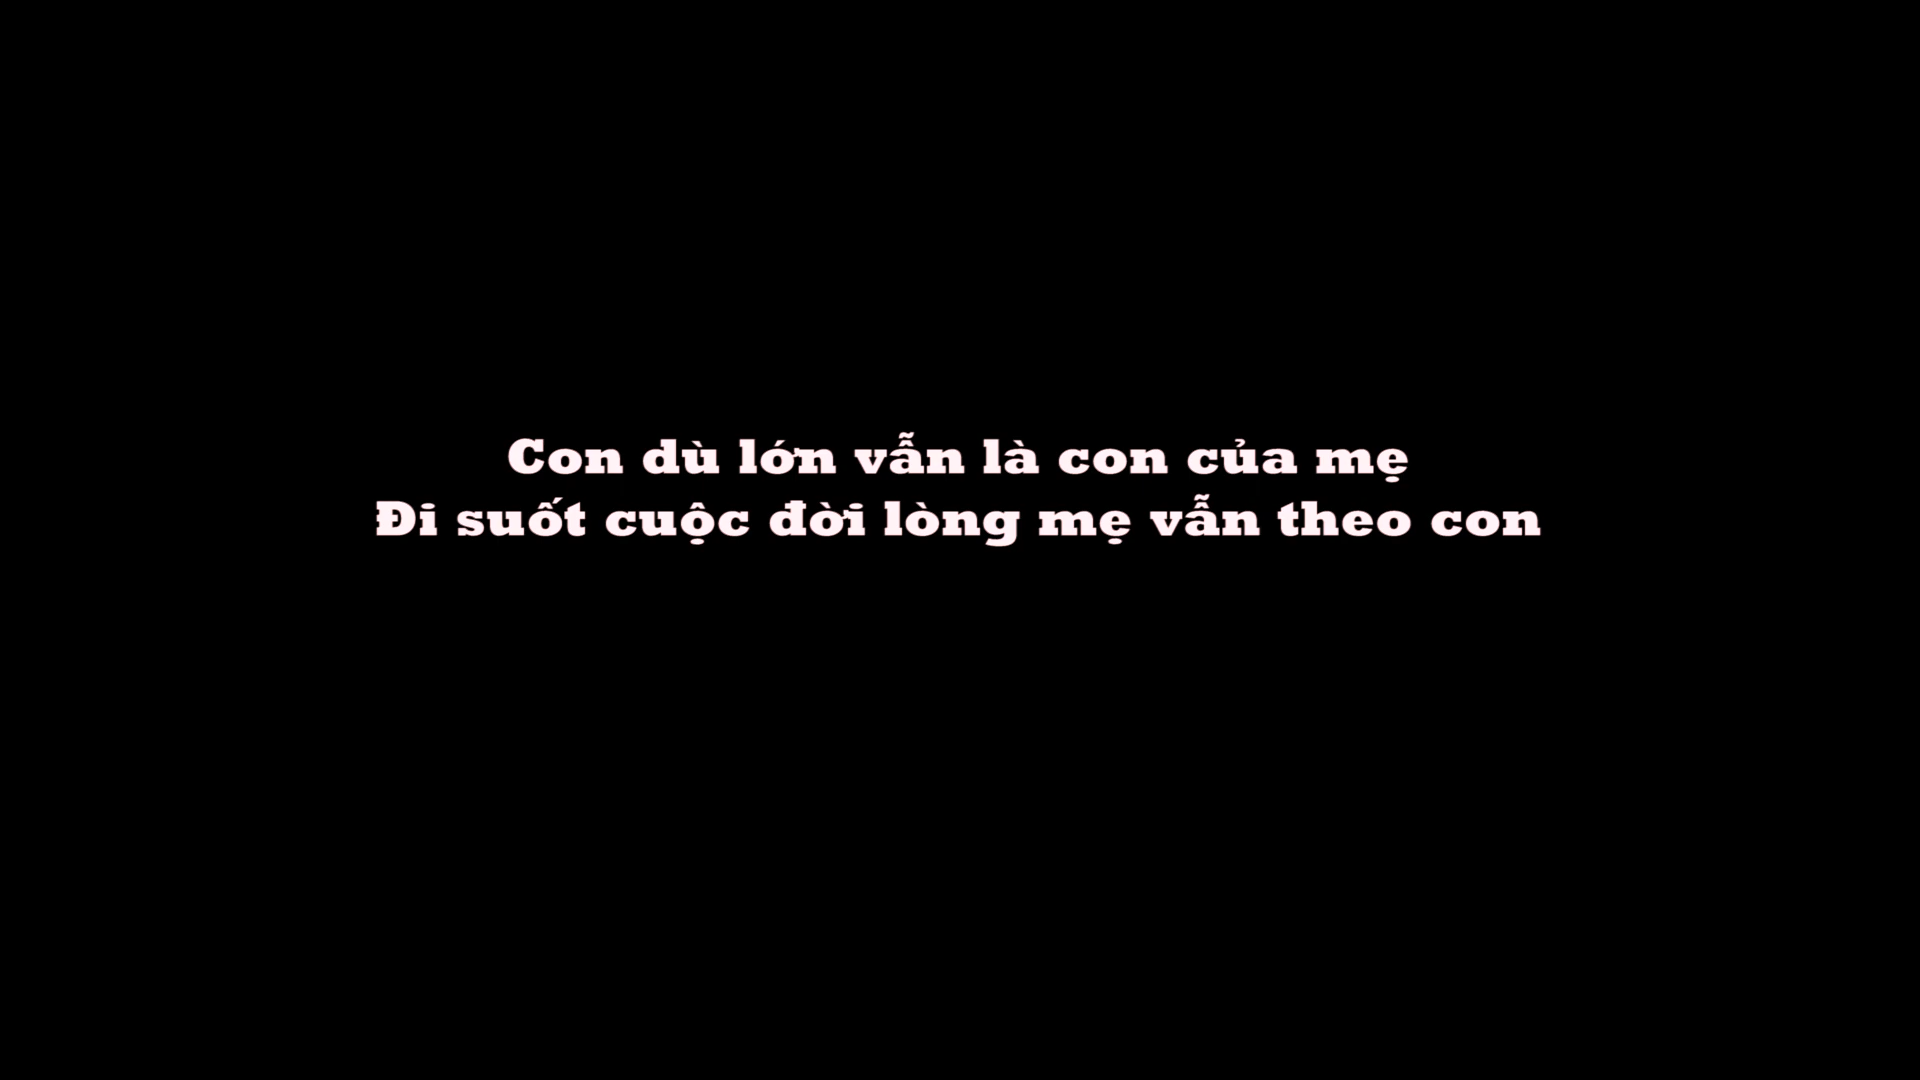 Con dù lớn vẫn là con của mẹ
Đi suốt cuộc đời lòng mẹ vẫn theo con